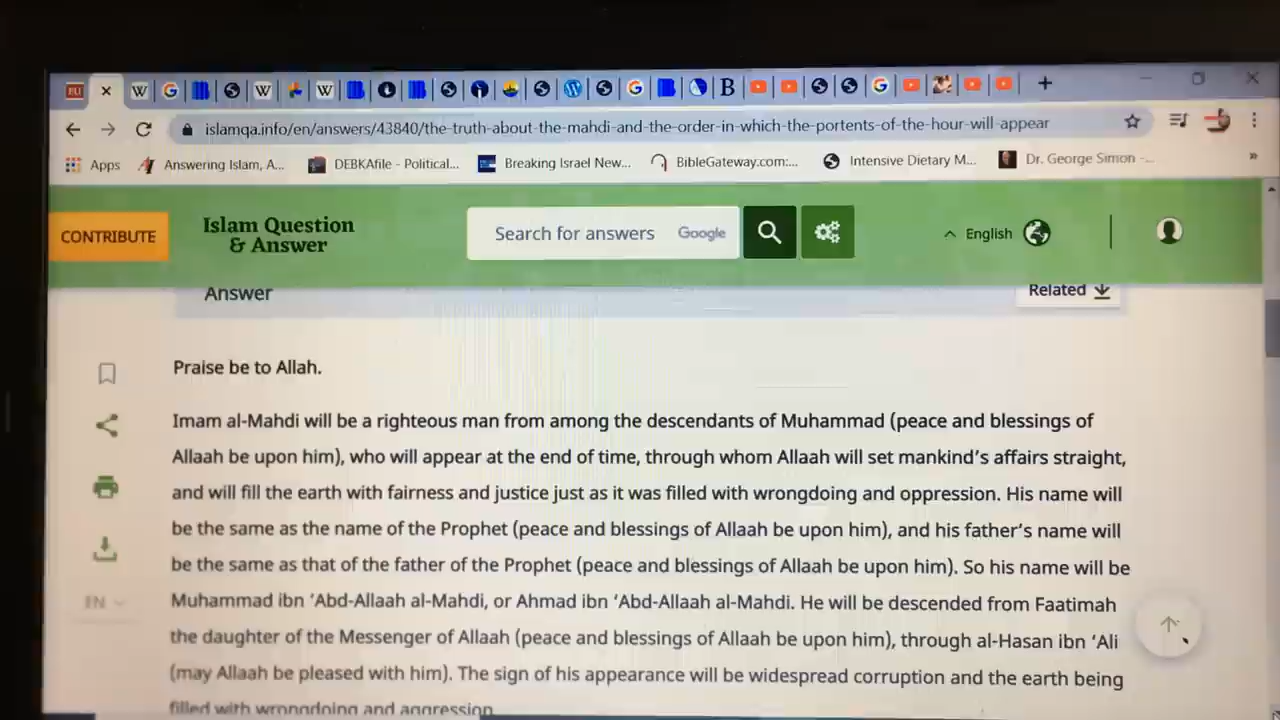 islamqa.info/en/answers/43840/the-truth-about-the-mahdi-and-the-order-in-which-the-portents-of-the-hour-will-appear
Apps Answering Islam, A... DEBKAfile - Political... Breaking Israel New... BibleGateway.com:... Intensive Dietary M... Dr. George Simon -... »
CONTRIBUTE
Islam Question
& Answer
Search for answers Google
English
Answer
Related
Praise be to Allah.
Imam al-Mahdi will be a righteous man from among the descendants of Muhammad (peace and blessings of
Allaah be upon him), who will appear at the end of time, through whom Allaah will set mankind's affairs straight,
and will fill the earth with fairness and justice just as it was filled with wrongdoing and oppression. His name will
be the same as the name of the Prophet (peace and blessings of Allaah be upon him), and his father's name will
be the same as that of the father of the Prophet (peace and blessings of Allaah be upon him). So his name will be
Muhammad ibn 'Abd-Allaah al-Mahdi, or Ahmad ibn 'Abd-Allaah al-Mahdi. He will be descended from Faatimah
the daughter of the Messenger of Allaah (peace and blessings of Allaah be upon him), through al-Hasan ibn 'Ali
EN
(may Allaah be pleased with him). The sign of his appearance will be widespread corruption and the earth being
filled with wrongdoing and aggression